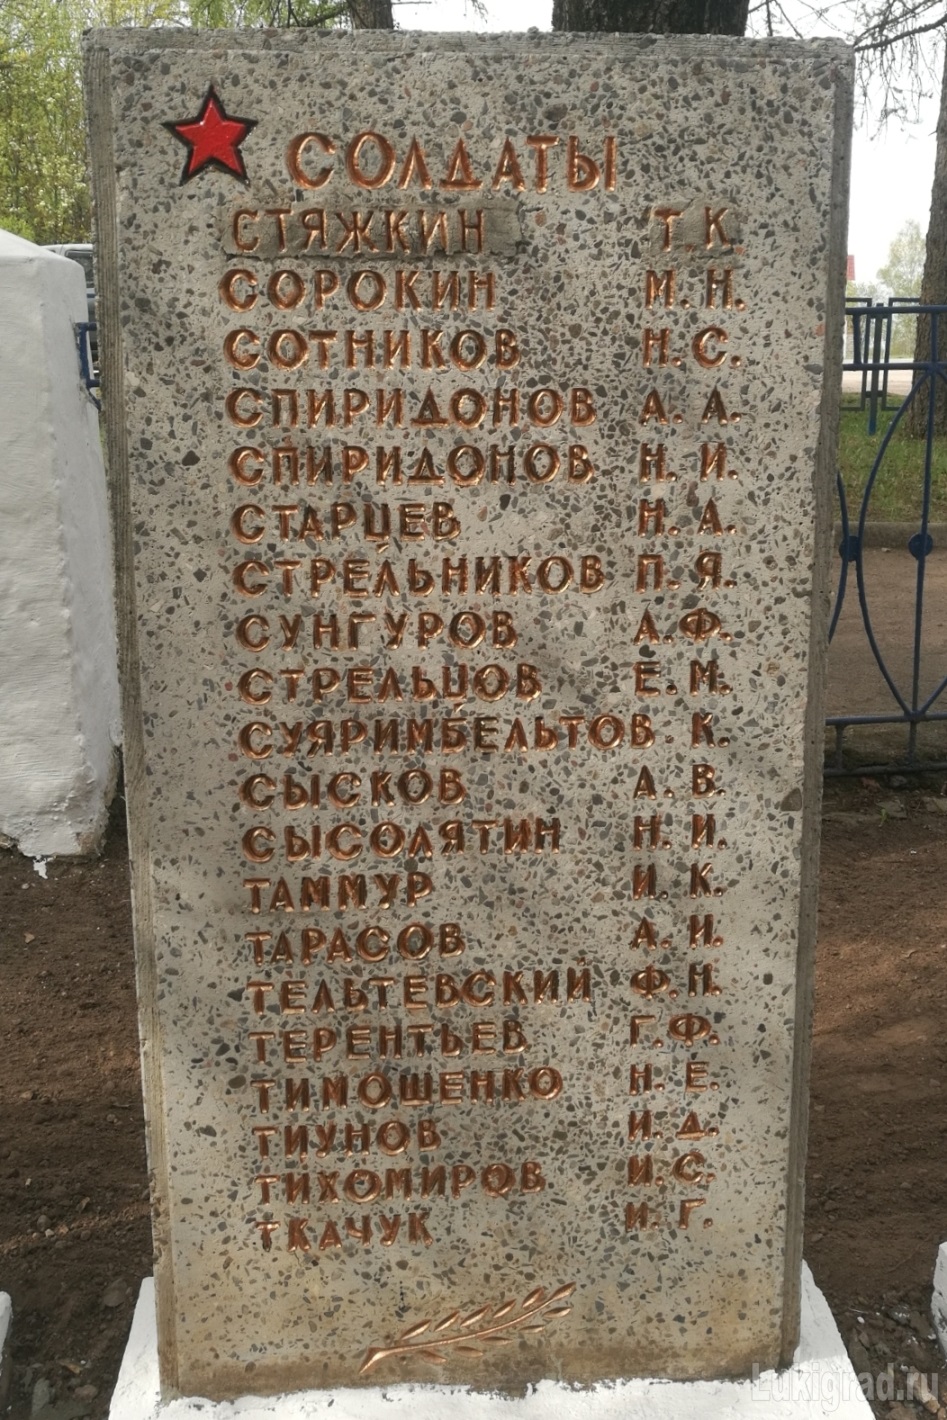 СОЛДАТЫ
СТЯЖКИН Т. К.
СОРОКИН М. Н.
СОТНИКОВ Н. С.
СПИРИДОНОВ А. А.
СПИРИДОНОВ Н. И.
СТАРЦЕВ Н. А.
СТРЕЛЬНИКОВ П. Я.
СУНГУРОВ А. Ф.
СТРЕЛЬЦОВ Е. М.
СУЯРИМБЕЛЬТОВ. К.
СЫСКОВ А. В.
СЫСОЛЯТИН Н. И.
ТАММУР И. К.
ТАРАСОВ А. И.
ТЕЛЬТЕВСКИЙ Ф. Н.
ТЕРЕНТЬЕВ Г. Ф.
ТИМОШЕНКО Н. Е.
ТИУНОВ И. Д.
ТИХОМИРОВ И. С.
ТКАЧУК И. Г.
Lukigrad.ru